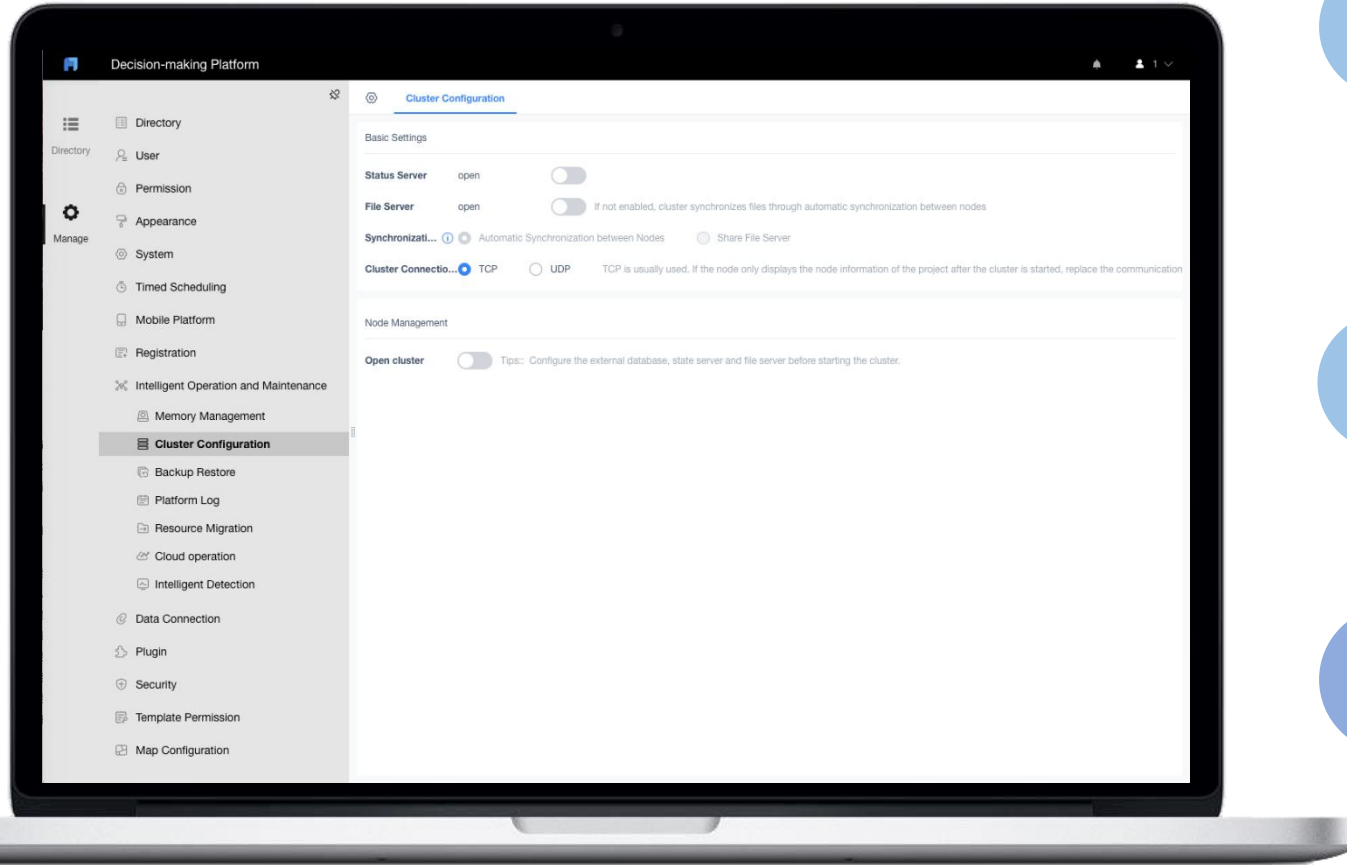 Decision-making Platform
1
Directory
Manage
Directory
User
Permission
Appearance
System
Timed Scheduling
Mobile Platform
Registration
Intelligent Operation and Maintenance
Memory Management
Cluster Configuration
Backup Restore
Platform Log
Resource Migration
Cloud operation
Intelligent Detection
Data Connection
Plugin
Security
Template Permission
Map Configuration
Cluster Configuration
Basic Settings
Status Server open
File Server open If not enabled, cluster synchronizes files through automatic synchronization between nodes
Synchronizati... Automatic Synchronization between Nodes Share File Server
Cluster Connectio... TCP UDP TCP is usually used. If the node only displays the node information of the project after the cluster is started, replace the communication
Node Management
Open cluster Tips:: Configure the external database, state server and file server before starting the cluster.